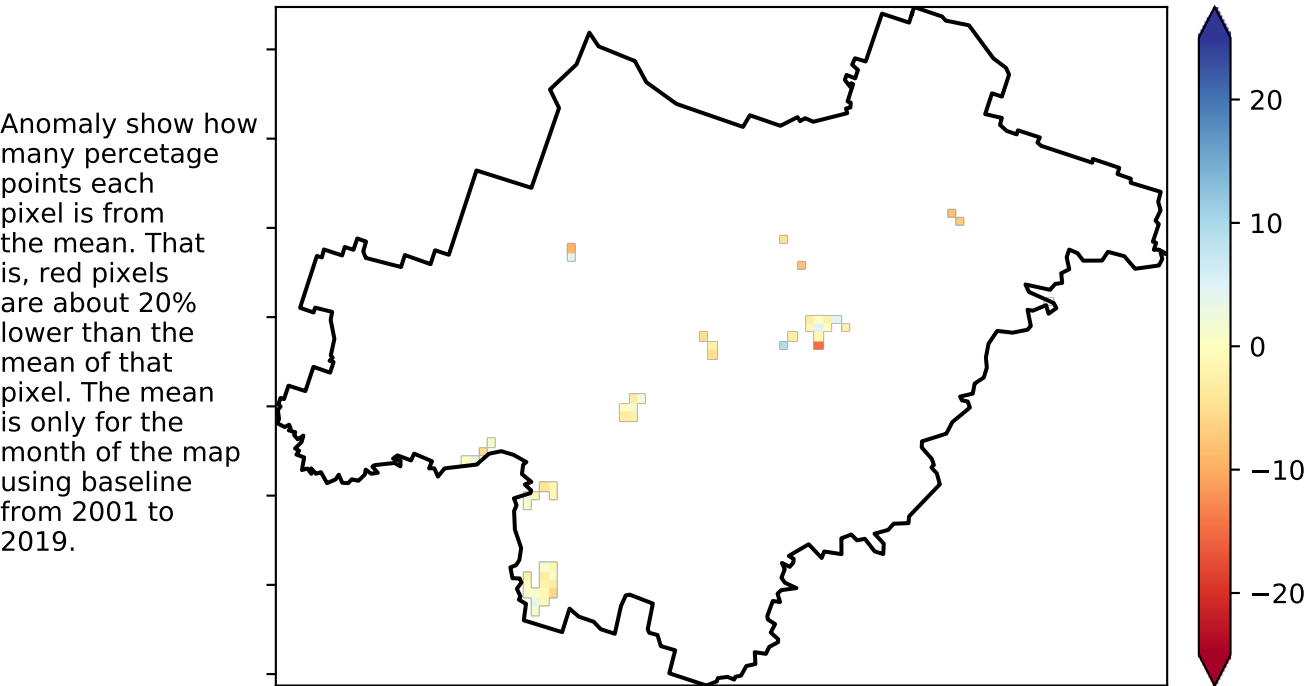 Anomaly show how
many percetage
points each
pixel is from
the mean. That
is, red pixels
are about 20%
lower than the
mean of that
pixel. The mean
is only for the
month of the map
using baseline
from 2001 to
2019.
20
10
0
−10
−20